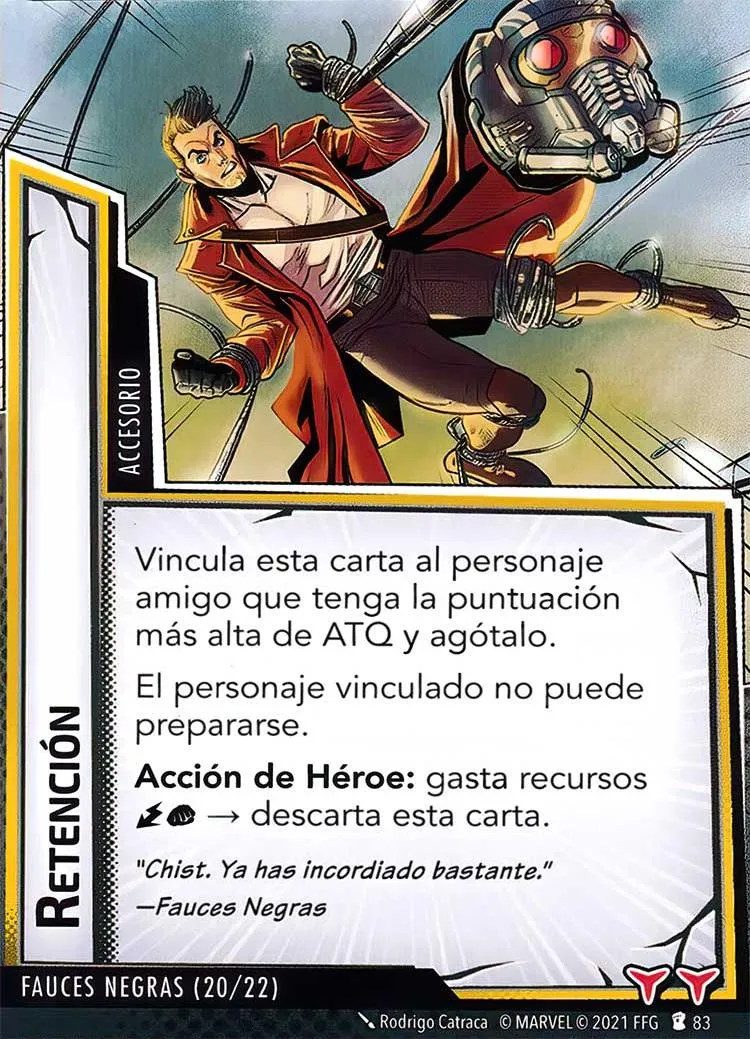 ACCESORIO
RETENCIÓN
Vincula esta carta al personaje
amigo que tenga la puntuación
más alta de ATQ y agótalo.
El personaje vinculado no puede
prepararse.
Acción de Héroe: gasta recursos
→ descarta esta carta.
"Chist. Ya has incordiado bastante."
—Fauces Negras
FAUCES NEGRAS (20/22)
Rodrigo Catraca © MARVEL © 2021 FFG 83